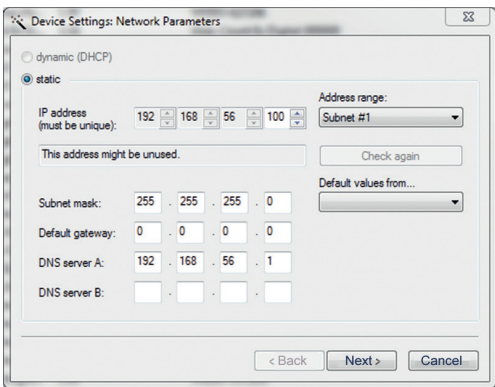 Device Settings: Network Parameters
dynamic (DHCP)
static
Address range:
IP address
(must be unique):
192 168 56 100
Subnet #1
This address might be unused.
Check again
Default values from...
Subnet mask: 255 . 255 . 255 . 0
Default gateway: 0 . 0 . 0 . 0
DNS server A: 192 . 168 . 56 . 1
DNS server B: . . .
< Back Next > Cancel